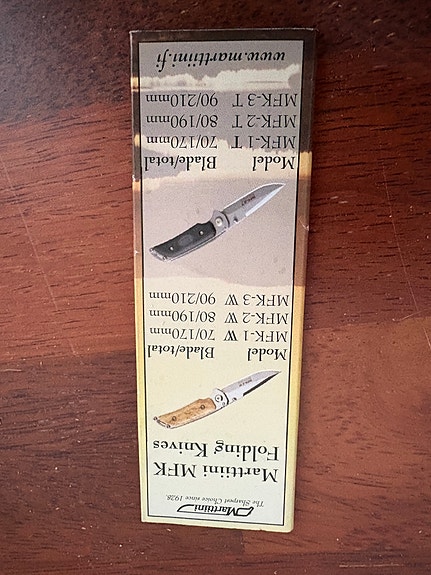 Marttiini
The Sharpest Choice since 1928.
Marttiini MFK
Folding Knives
Model Blade/total
MFK-1 W 70/170mm
MFK-2 W 80/190mm
MFK-3 W 90/210mm
Model Blade/total
MFK-1 T 70/170mm
MFK-2 T 80/190mm
MFK-3 T 90/210mm
www.marttiini.fi